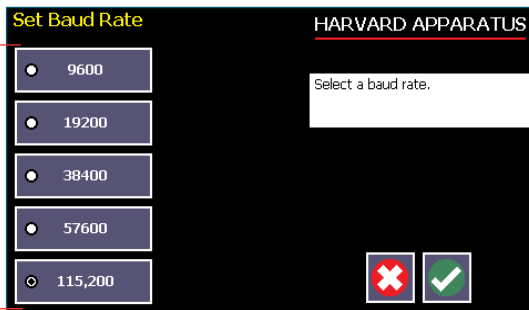 Set Baud Rate
HARVARD APPARATUS
9600
19200
38400
57600
115,200
Select a baud rate.